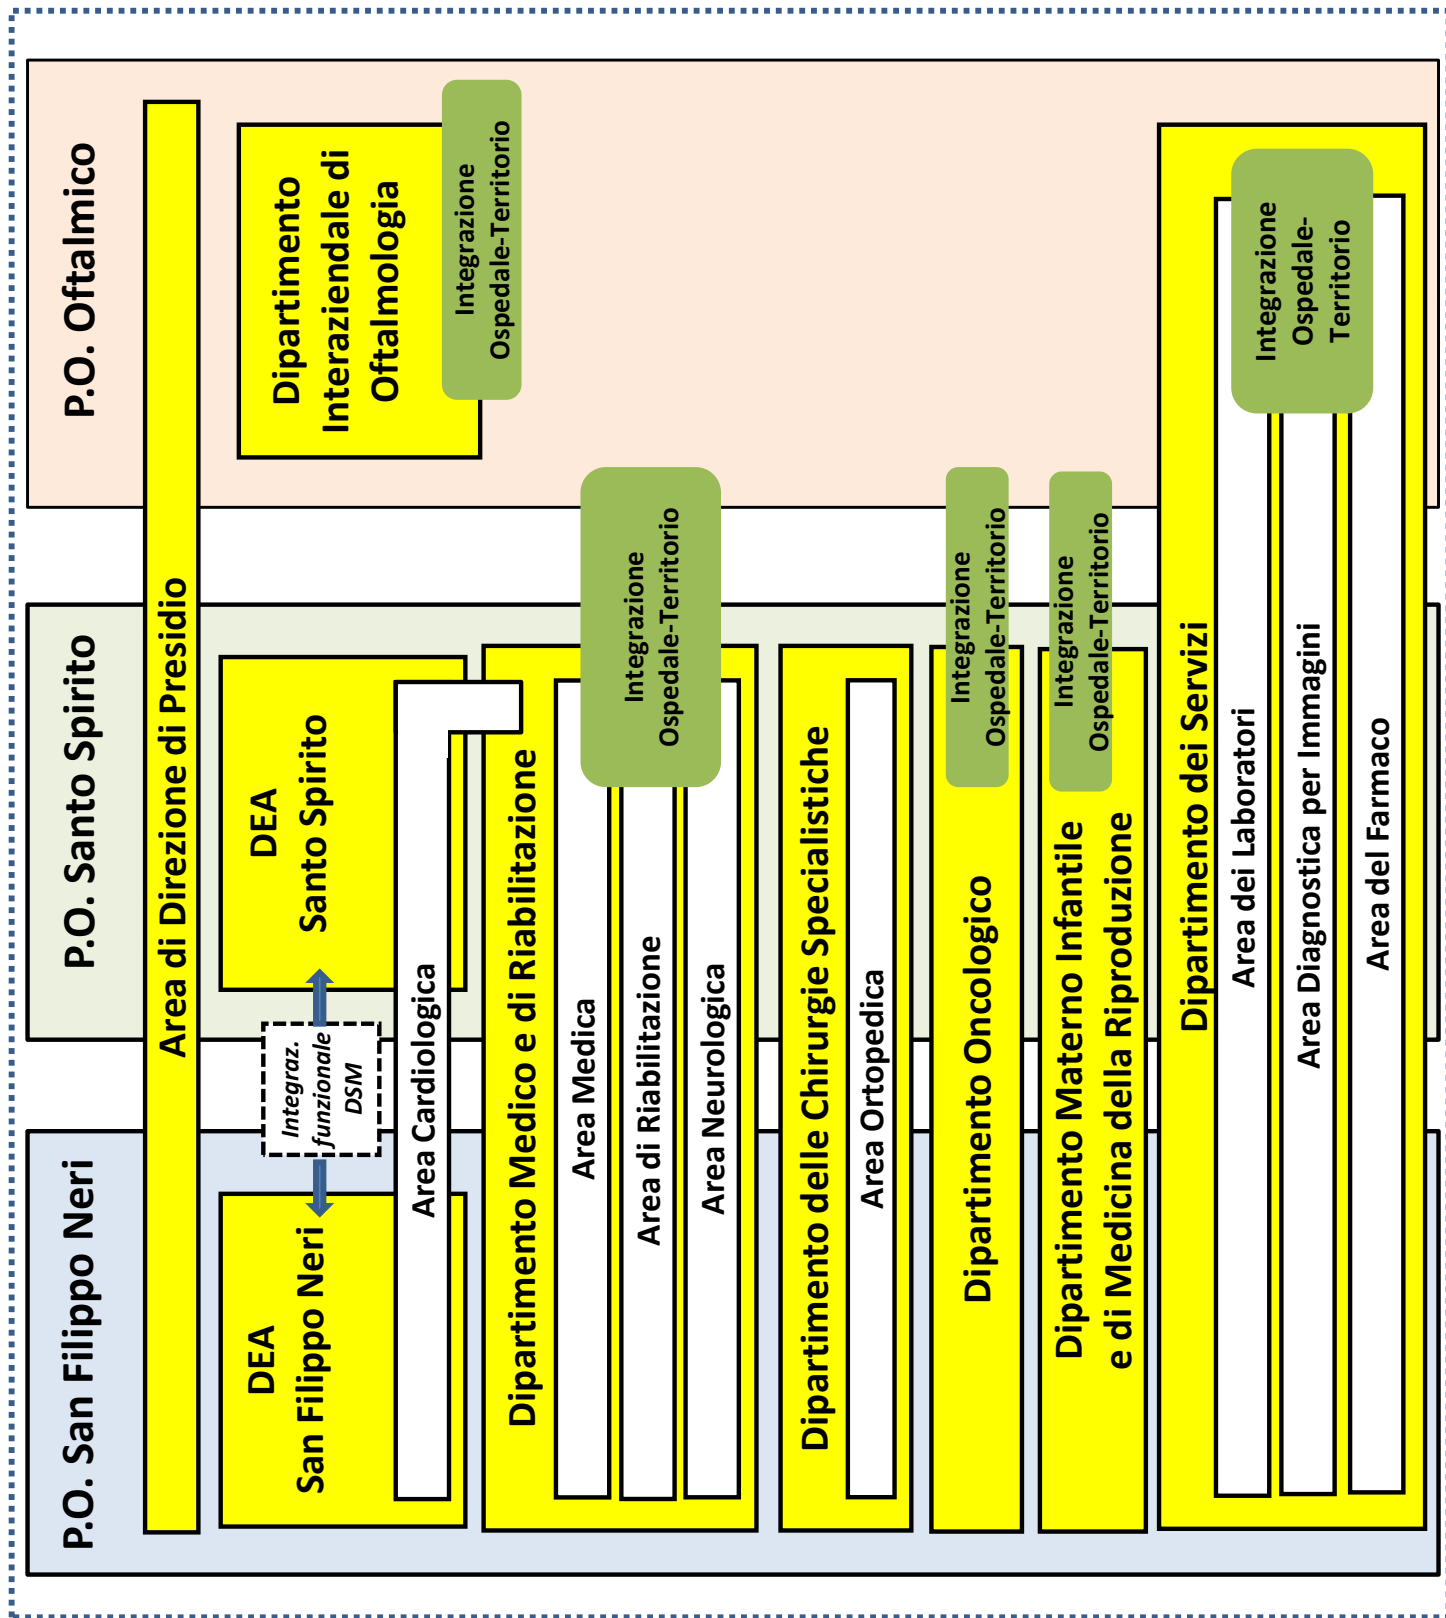 P.O. San Filippo Neri
P.O. Santo Spirito
P.O. Oftalmico
Area di Direzione di Presidio
DEA
San Filippo Neri
Integraz.
funzionale
DSM
DEA
Santo Spirito
Dipartimento
Interaziendale di
Oftalmologia
Integrazione
Ospedale-Territorio
Area Cardiologica
Dipartimento Medico e di Riabilitazione
Area Medica
Area di Riabilitazione
Area Neurologica
Integrazione
Ospedale-Territorio
Dipartimento delle Chirurgie Specialistiche
Area Ortopedica
Dipartimento Oncologico
Integrazione
Ospedale-Territorio
Dipartimento Materno Infantile
e di Medicina della Riproduzione
Integrazione
Ospedale-Territorio
Dipartimento dei Servizi
Area dei Laboratori
Area Diagnostica per Immagini
Area del Farmaco
Integrazione
Ospedale-
Territorio